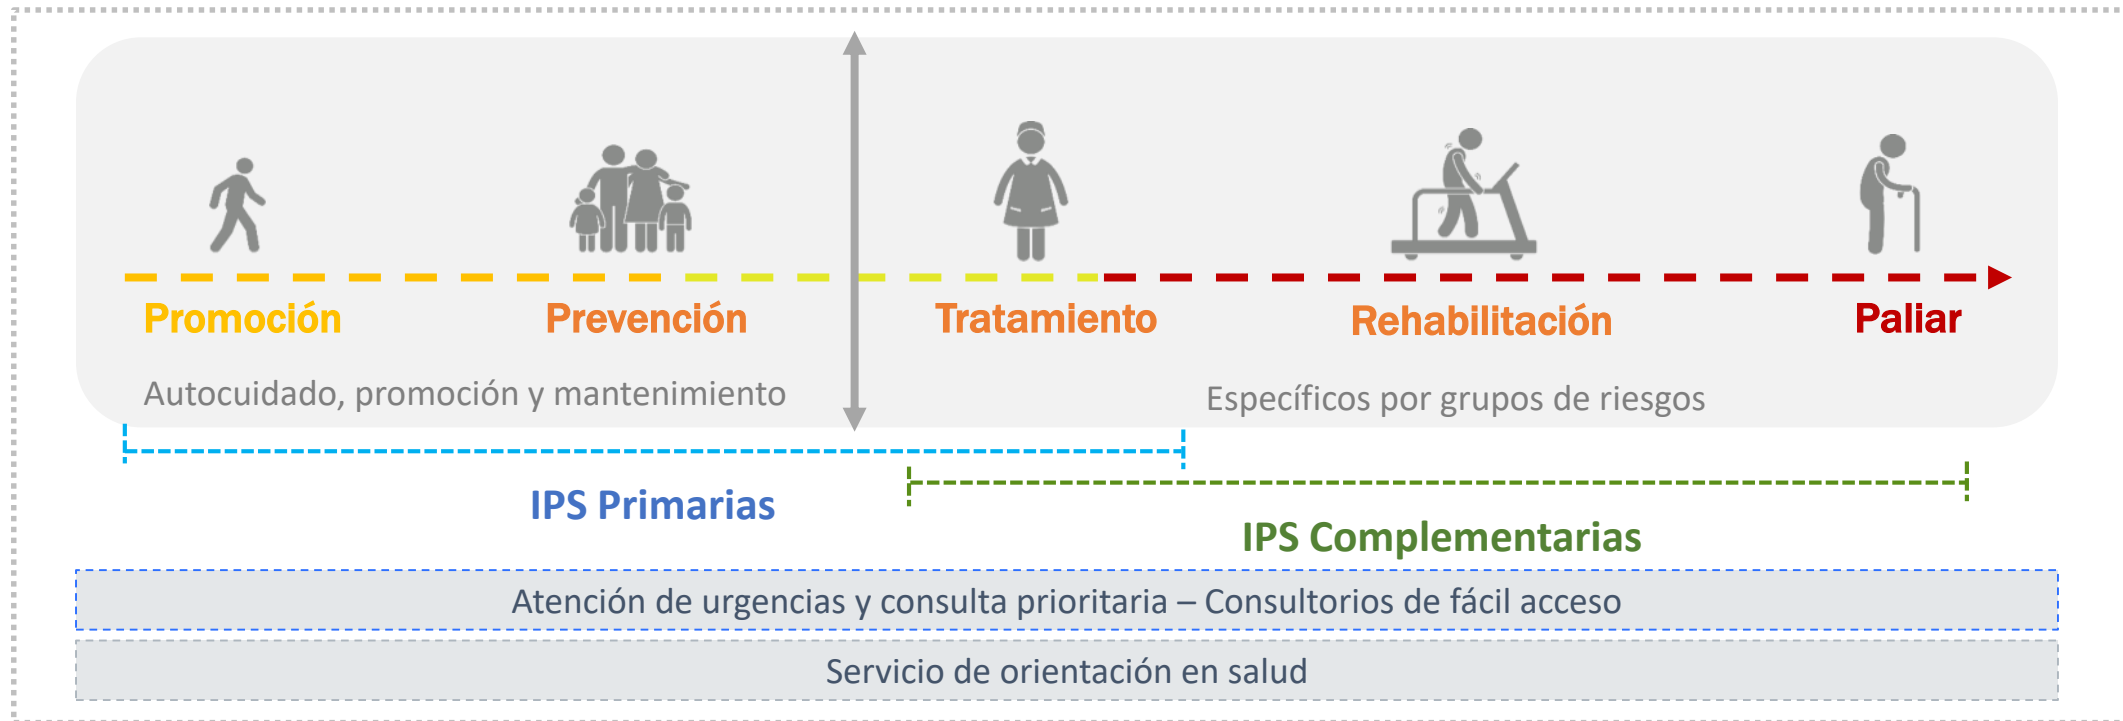 Promoción
Prevención
Tratamiento
Rehabilitación
Paliar
Autocuidado, promoción y mantenimiento
Específicos por grupos de riesgos
IPS Primarias
IPS Complementarias
Atención de urgencias y consulta prioritaria – Consultorios de fácil acceso
Servicio de orientación en salud